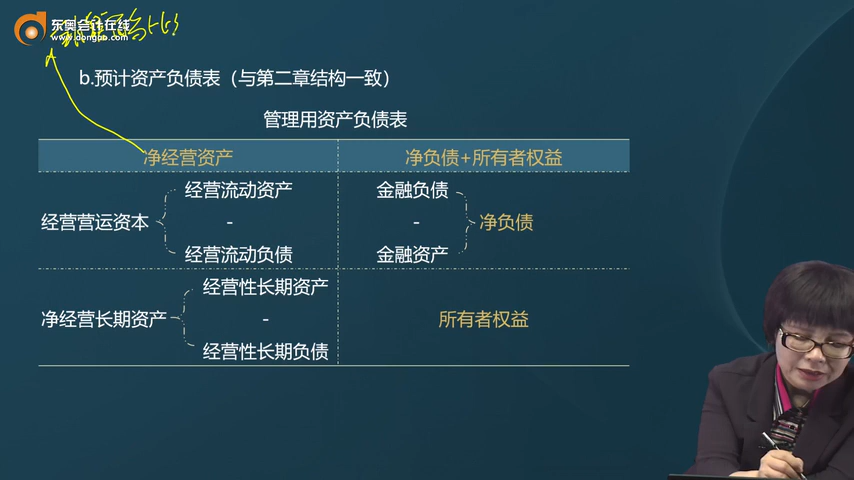 东奥会计在线
www.dongao.com
b.预计资产负债表（与第二章结构一致）
管理用资产负债表
净经营资产 净负债+所有者权益
经营流动资产 金融负债
经营营运资本 - - 净负债
经营流动负债 金融资产
经营性长期资产
净经营长期资产 - 所有者权益
经营性长期负债